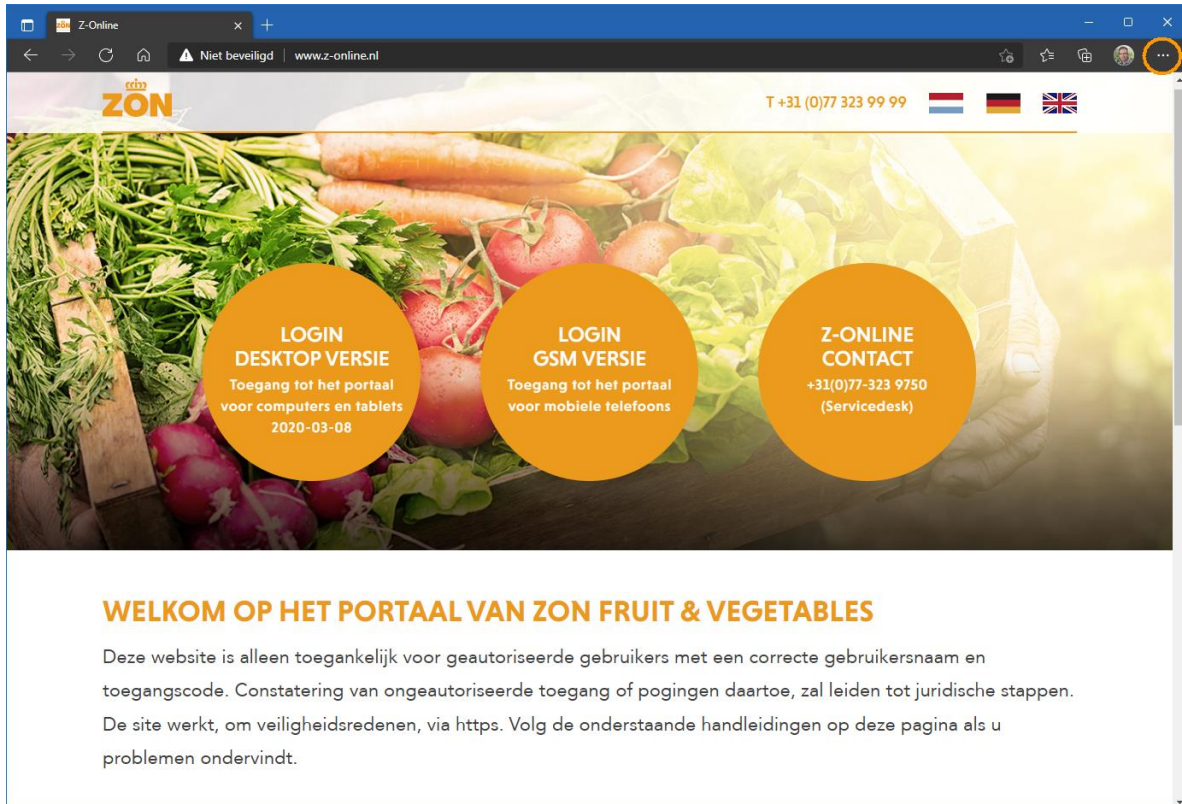 ZON Z-Online
Niet beveiligd www.z-online.nl
ZON
T +31 (0)77 323 99 99
LOGIN
DESKTOP VERSIE
Toegang tot het portaal
voor computers en tablets
2020-03-08
LOGIN
GSM VERSIE
Toegang tot het portaal
voor mobiele telefoons
Z-ONLINE
CONTACT
+31(0)77-323 9750
(Servicedesk)
WELKOM OP HET PORTAAL VAN ZON FRUIT & VEGETABLES
Deze website is alleen toegankelijk voor geautoriseerde gebruikers met een correcte gebruikersnaam en
toegangscode. Constatering van ongeautoriseerde toegang of pogingen daartoe, zal leiden tot juridische stappen.
De site werkt, om veiligheidsredenen, via https. Volg de onderstaande handleidingen op deze pagina als u
problemen ondervindt.